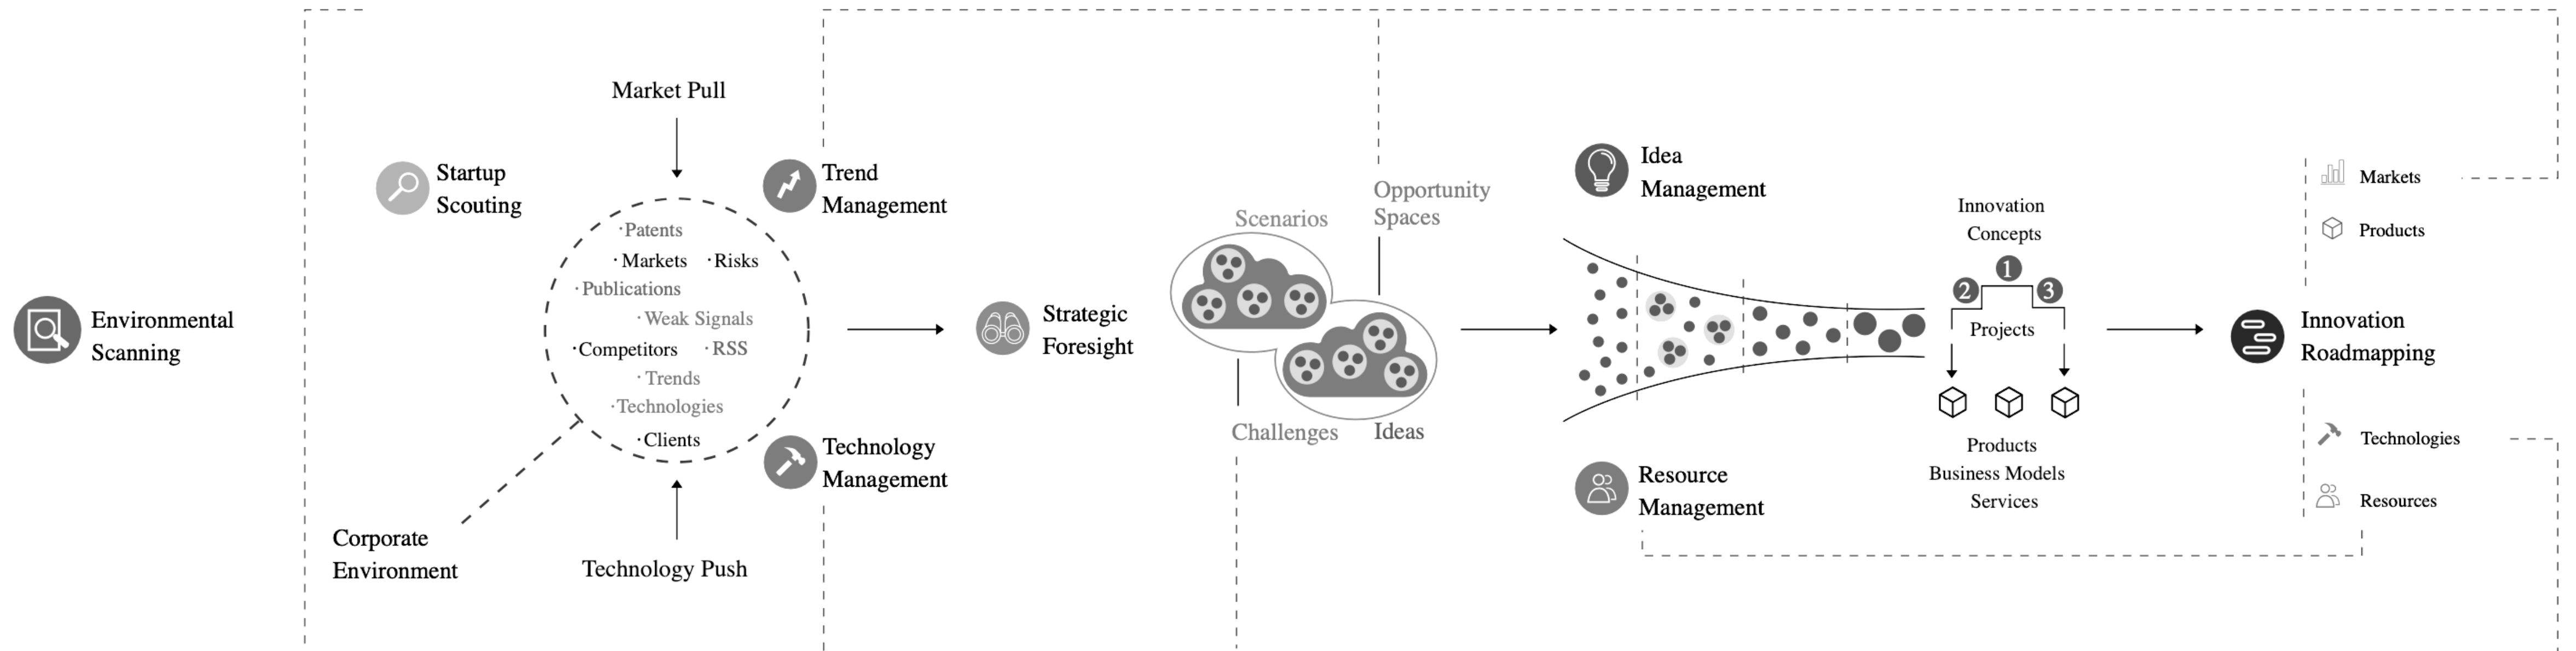 Environmental
Scanning
Market Pull
Startup
Scouting
Trend
Management
·Patents
·Markets ·Risks
·Publications
·Weak Signals
·Competitors ·RSS
·Trends
·Technologies
·Clients
Technology
Management
Corporate
Environment
Technology Push
Strategic
Foresight
Scenarios
Opportunity
Spaces
Challenges
Ideas
Idea
Management
Resource
Management
Innovation
Concepts
1
2
3
Projects
Products
Business Models
Services
Innovation
Roadmapping
Markets
Products
Technologies
Resources